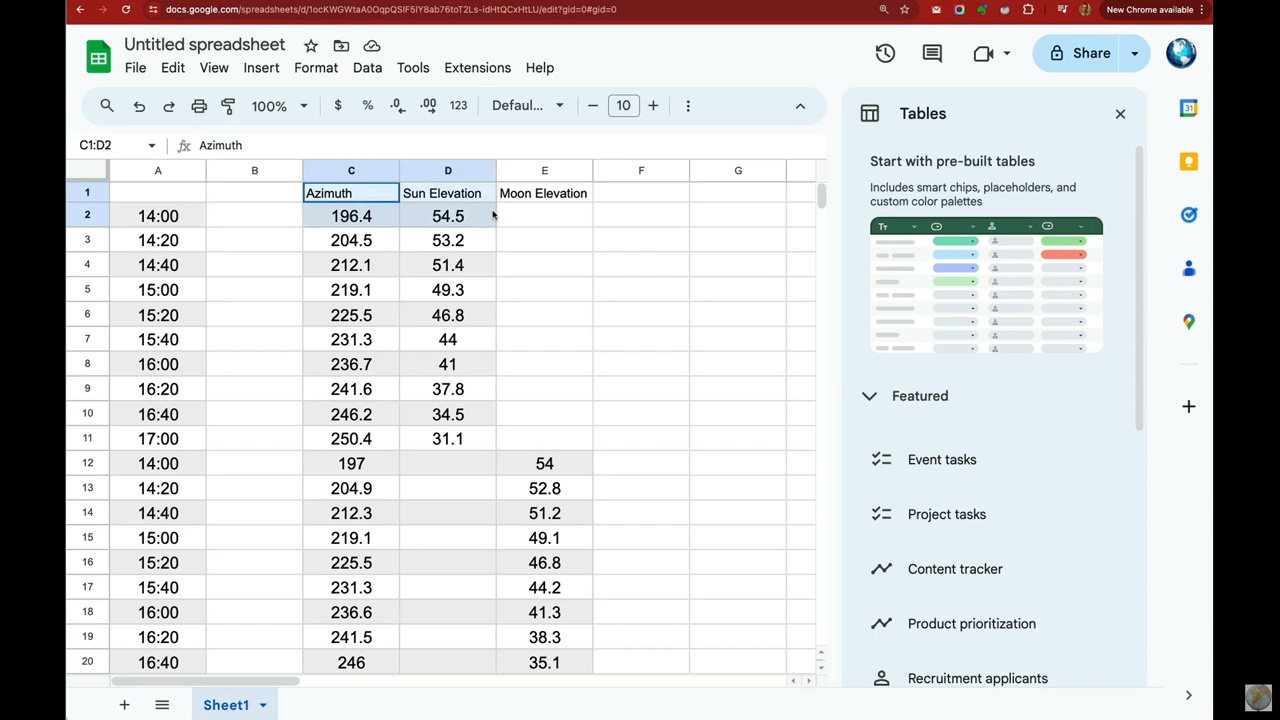 docs.google.com/spreadsheets/d/1ocKWGWtaA0OqpQSIF5lY8ab76toT2Ls-idHtQCxHtLU/edit?gid=0#gid=0
New Chrome available
Untitled spreadsheet
File Edit View Insert Format Data Tools Extensions Help
Share
100% $ % .0 .00 123 Defaul... 10
C1:D2 fx Azimuth
A B C D E F G
1 Azimuth Sun Elevation Moon Elevation
2 14:00 196.4 54.5
3 14:20 204.5 53.2
4 14:40 212.1 51.4
5 15:00 219.1 49.3
6 15:20 225.5 46.8
7 15:40 231.3 44
8 16:00 236.7 41
9 16:20 241.6 37.8
10 16:40 246.2 34.5
11 17:00 250.4 31.1
12 14:00 197 54
13 14:20 204.9 52.8
14 14:40 212.3 51.2
15 15:00 219.1 49.1
16 15:20 225.5 46.8
17 15:40 231.3 44.2
18 16:00 236.6 41.3
19 16:20 241.5 38.3
20 16:40 246 35.1
Sheet1
Tables
Start with pre-built tables
Includes smart chips, placeholders, and
custom color palettes
Tт
Featured
Event tasks
Project tasks
Content tracker
Product prioritization
Recruitment applicants
31